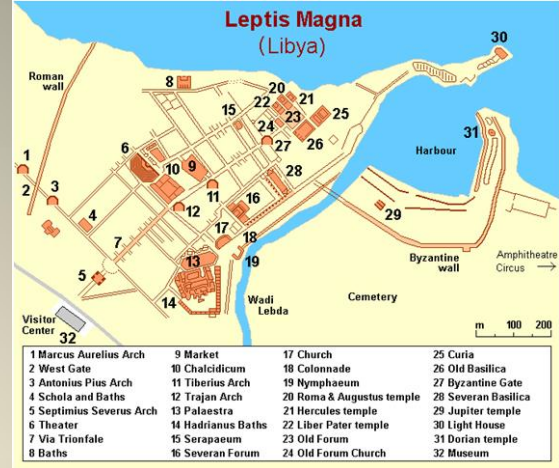 Leptis Magna
(Libya)
30
Roman
wall
8
20
21
22
15
23
25
24
26
27
31
6
10
9
Harbour
1
2
3
28
11
4
12
16
29
7
17
18
13
Byzantine
wall
Amphitheatre
Circus
5
19
14
Wadi
Lebda
Cemetery
Visitor
Center
32
m 100 200
1 Marcus Aurelius Arch
2 West Gate
3 Antonius Pius Arch
4 Schola and Baths
5 Septimius Severus Arch
6 Theater
7 Via Trionfale
8 Baths
9 Market
10 Chalcidicum
11 Tiberius Arch
12 Trajan Arch
13 Palaestra
14 Hadrianus Baths
15 Serapaeum
16 Severan Forum
17 Church
18 Colonnade
19 Nymphaeum
20 Roma & Augustus temple
21 Hercules temple
22 Liber Pater temple
23 Old Forum
24 Old Forum Church
25 Curia
26 Old Basilica
27 Byzantine Gate
28 Severan Basilica
29 Jupiter temple
30 Light House
31 Dorian temple
32 Museum